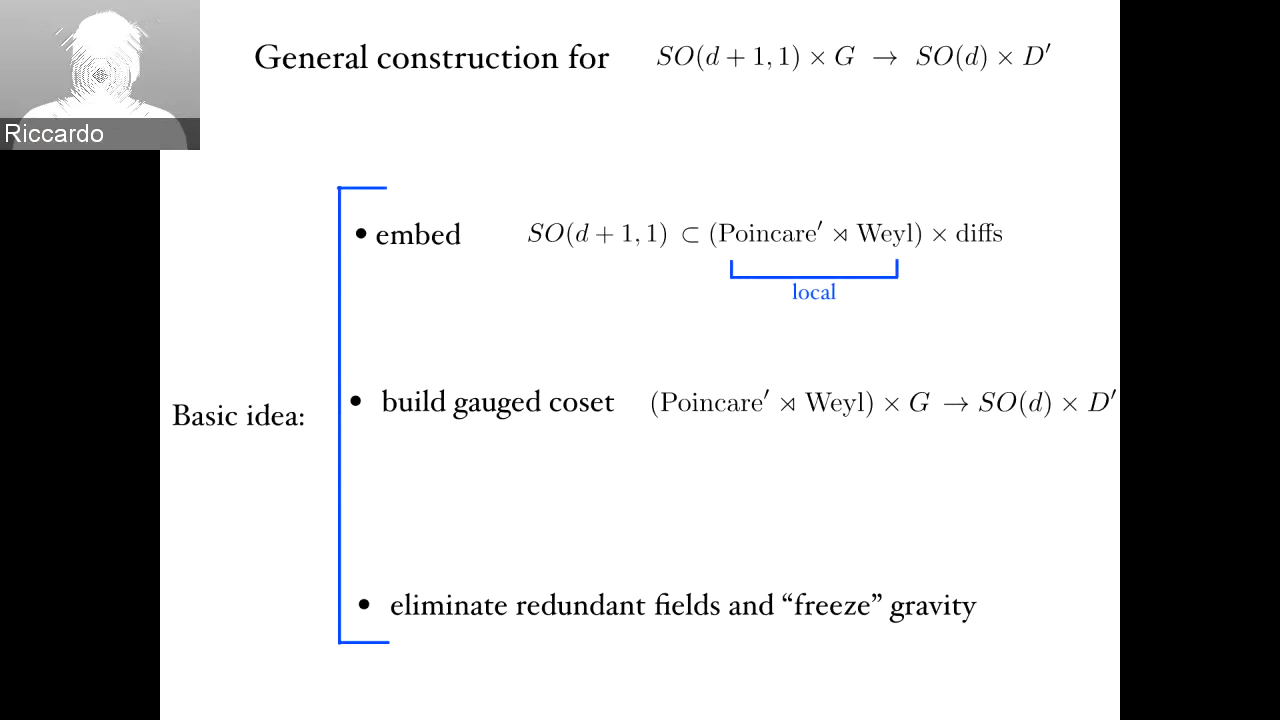 General construction for SO(d + 1, 1) × G → SO(d) × D′
Riccardo
• embed SO(d + 1, 1) ⊂ (Poincare′ ⋊ Weyl) × diffs
local
• build gauged coset (Poincare′ ⋊ Weyl) × G → SO(d) × D′
Basic idea:
• eliminate redundant fields and “freeze” gravity